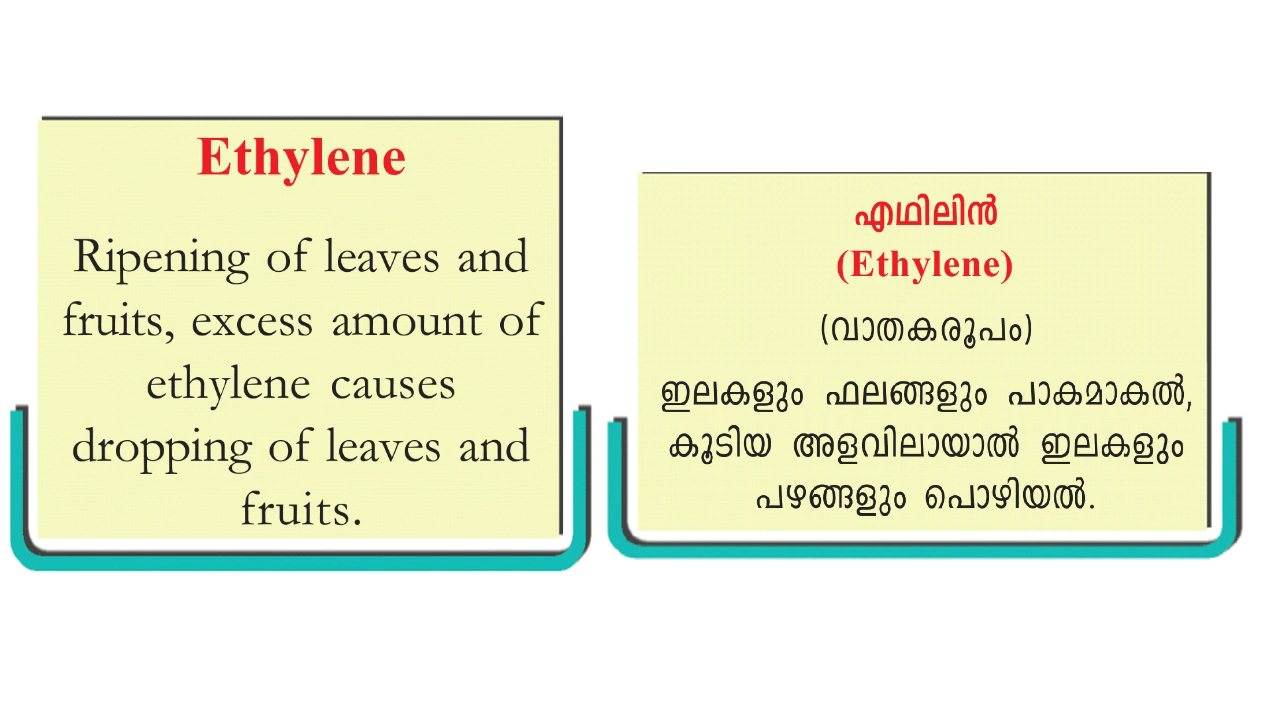 Ethylene
Ripening of leaves and
fruits, excess amount of
ethylene causes
dropping of leaves and
fruits.
എഥിലിൻ
(Ethylene)
(വാതകരൂപം)
ഇലകളും ഫലങ്ങളും പാകമാകൽ,
കൂടിയ അളവിലായാൽ ഇലകളും
പഴങ്ങളും പൊഴിയൽ.